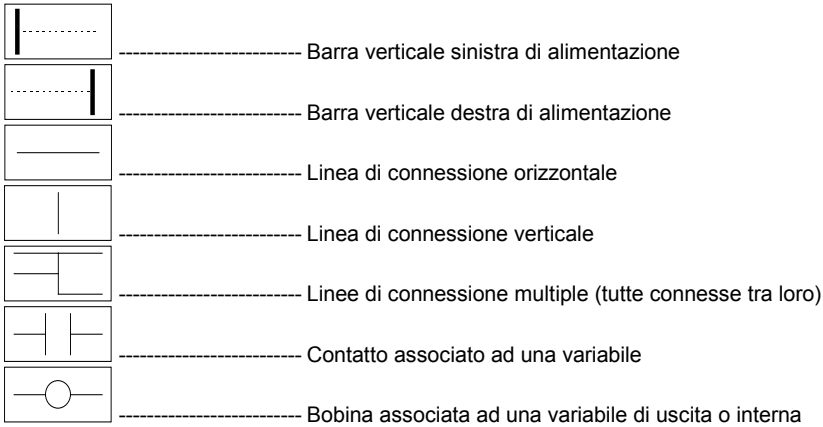 -------------------------- Barra verticale sinistra di alimentazione
-------------------------- Barra verticale destra di alimentazione
-------------------------- Linea di connessione orizzontale
-------------------------- Linea di connessione verticale
-------------------------- Linee di connessione multiple (tutte connesse tra loro)
-------------------------- Contatto associato ad una variabile
-------------------------- Bobina associata ad una variabile di uscita o interna